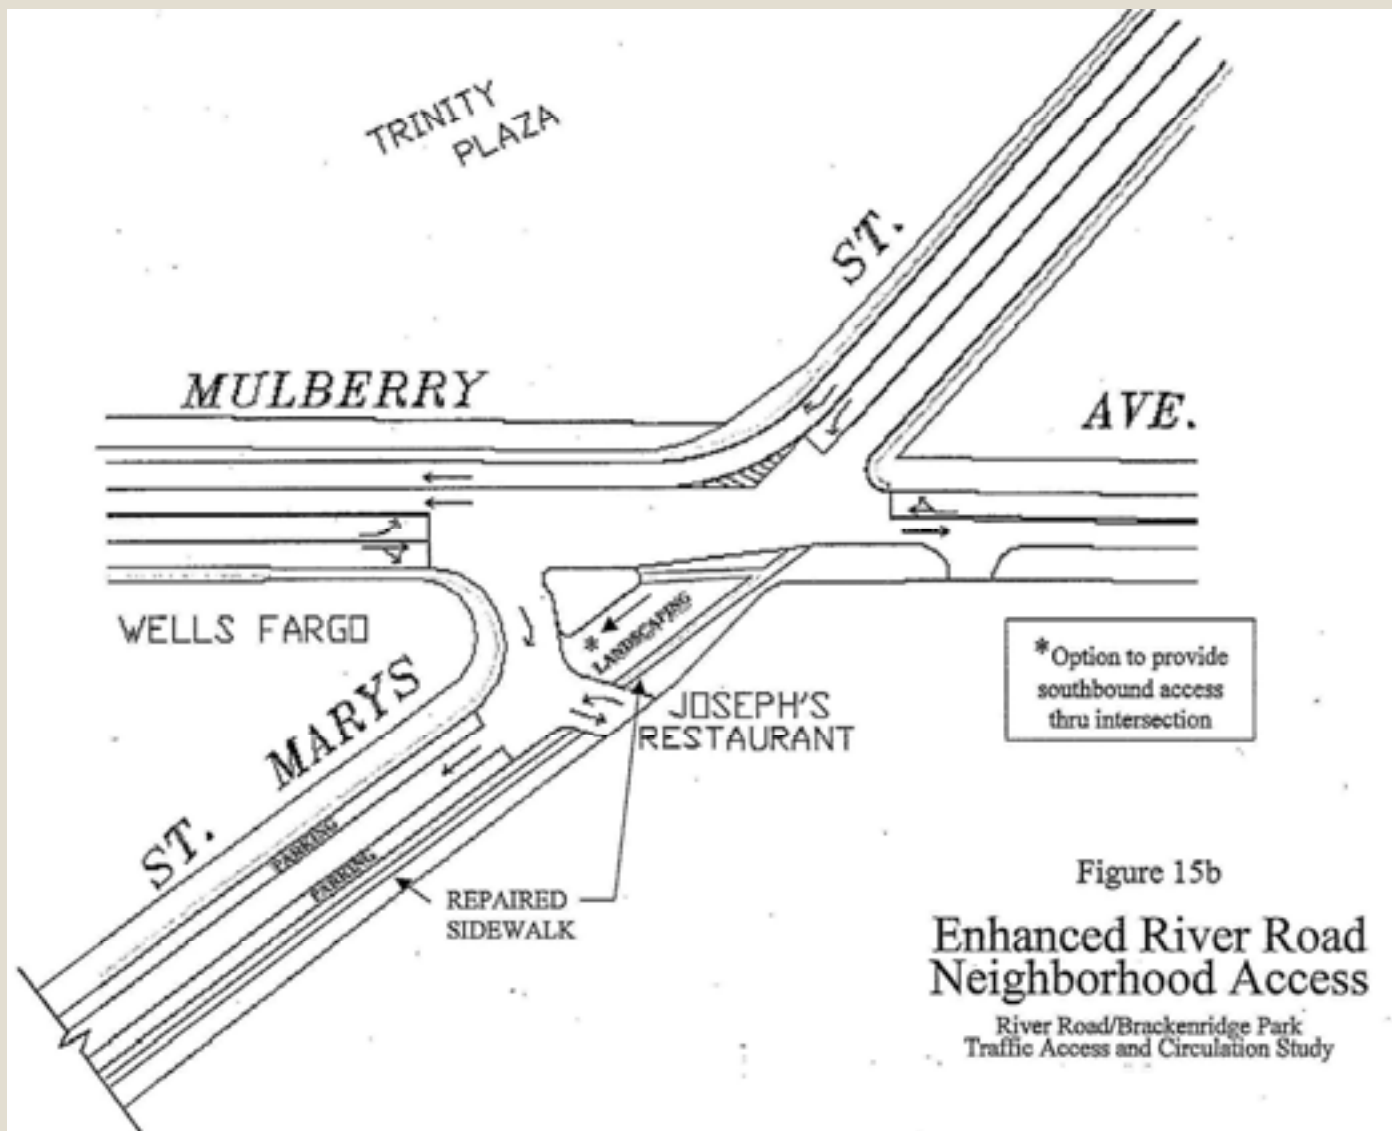 TRINITY
PLAZA
ST.
MULBERRY
AVE.
WELLS FARGO
*
LANDSCAPING
*Option to provide
southbound access
thru intersection
MARYS
JOSEPH'S
RESTAURANT
ST.
PARKING
PARKING
REPAIRED
SIDEWALK
Figure 15b
Enhanced River Road
Neighborhood Access
River Road/Brackenridge Park
Traffic Access and Circulation Study